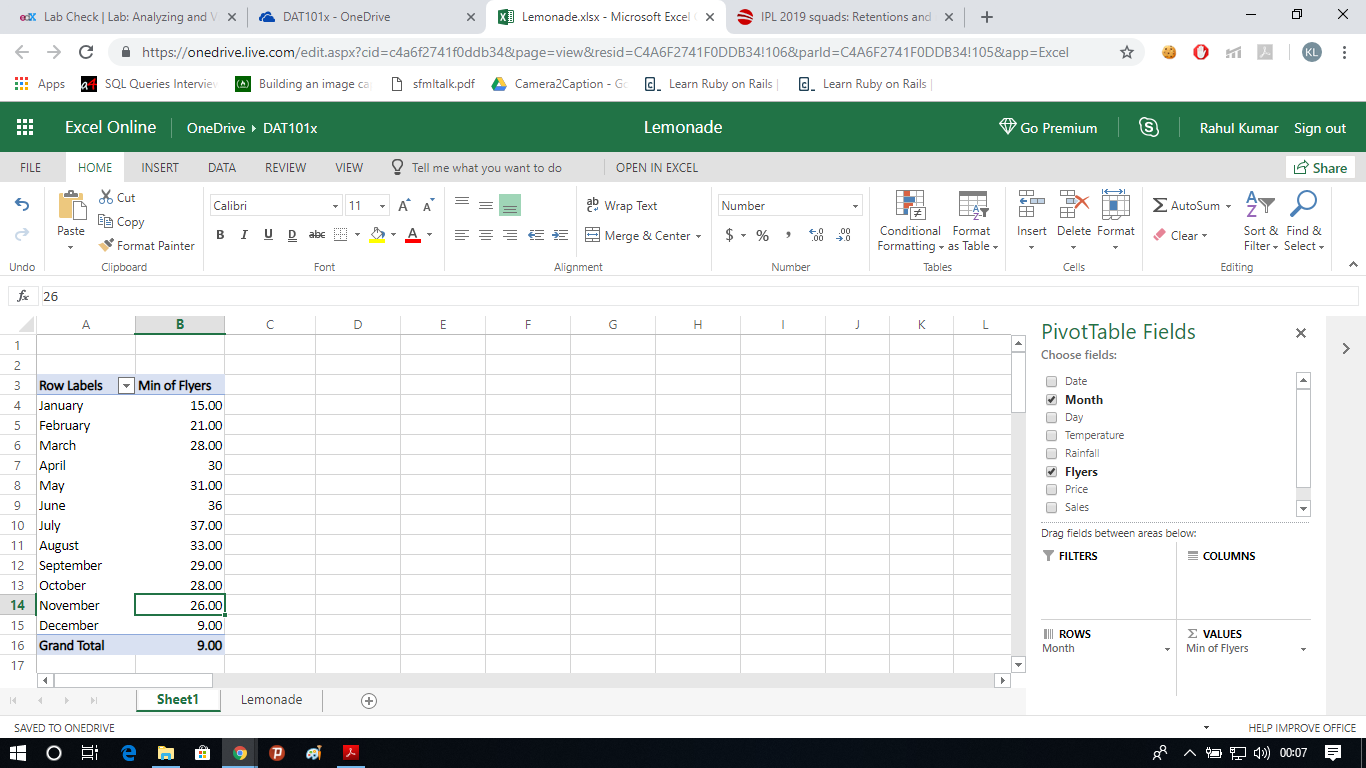 edX Lab Check | Lab: Analyzing and V
DAT101x - OneDrive
Lemonade.xlsx - Microsoft Excel
IPL 2019 squads: Retentions and
https://onedrive.live.com/edit.aspx?cid=c4a6f2741f0ddb34&page=view&resid=C4A6F2741F0DDB34!106&parId=C4A6F2741F0DDB34!105&app=Excel
KL
Apps
SQL Queries Interview
Building an image ca
sfmltalk.pdf
Camera2Caption - Go
Learn Ruby on Rails |
Learn Ruby on Rails |
Excel Online
OneDrive ▸ DAT101x
Lemonade
Go Premium
Rahul Kumar
Sign out
FILE HOME INSERT DATA REVIEW VIEW Tell me what you want to do OPEN IN EXCEL Share
Paste
Cut
Copy
Format Painter
Calibri 11
B I U D abc A
Wrap Text
Merge & Center
Number
$ % , .00 .00
Conditional Formatting
Format as Table
Insert Delete Format
AutoSum
Clear
Sort & Filter
Find & Select
Undo Clipboard Font Alignment Number Tables Cells Editing
fx 26
A B C D E F G H I J K L
1
2
3 Row Labels Min of Flyers
4 January 15.00
5 February 21.00
6 March 28.00
7 April 30
8 May 31.00
9 June 36
10 July 37.00
11 August 33.00
12 September 29.00
13 October 28.00
14 November 26.00
15 December 9.00
16 Grand Total 9.00
17
PivotTable Fields
Choose fields:
Date
Month
Day
Temperature
Rainfall
Flyers
Price
Sales
Drag fields between areas below:
FILTERS
COLUMNS
ROWS
Month
VALUES
Min of Flyers
Sheet1 Lemonade
SAVED TO ONEDRIVE
HELP IMPROVE OFFICE
00:07